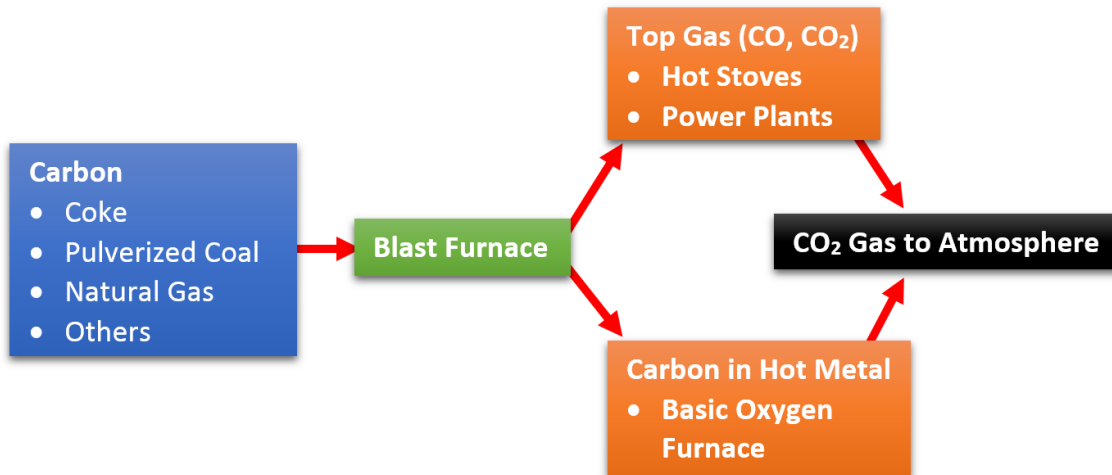 Carbon
• Coke
• Pulverized Coal
• Natural Gas
• Others
Blast Furnace
Top Gas (CO, CO₂)
• Hot Stoves
• Power Plants
Carbon in Hot Metal
• Basic Oxygen
Furnace
CO₂ Gas to Atmosphere